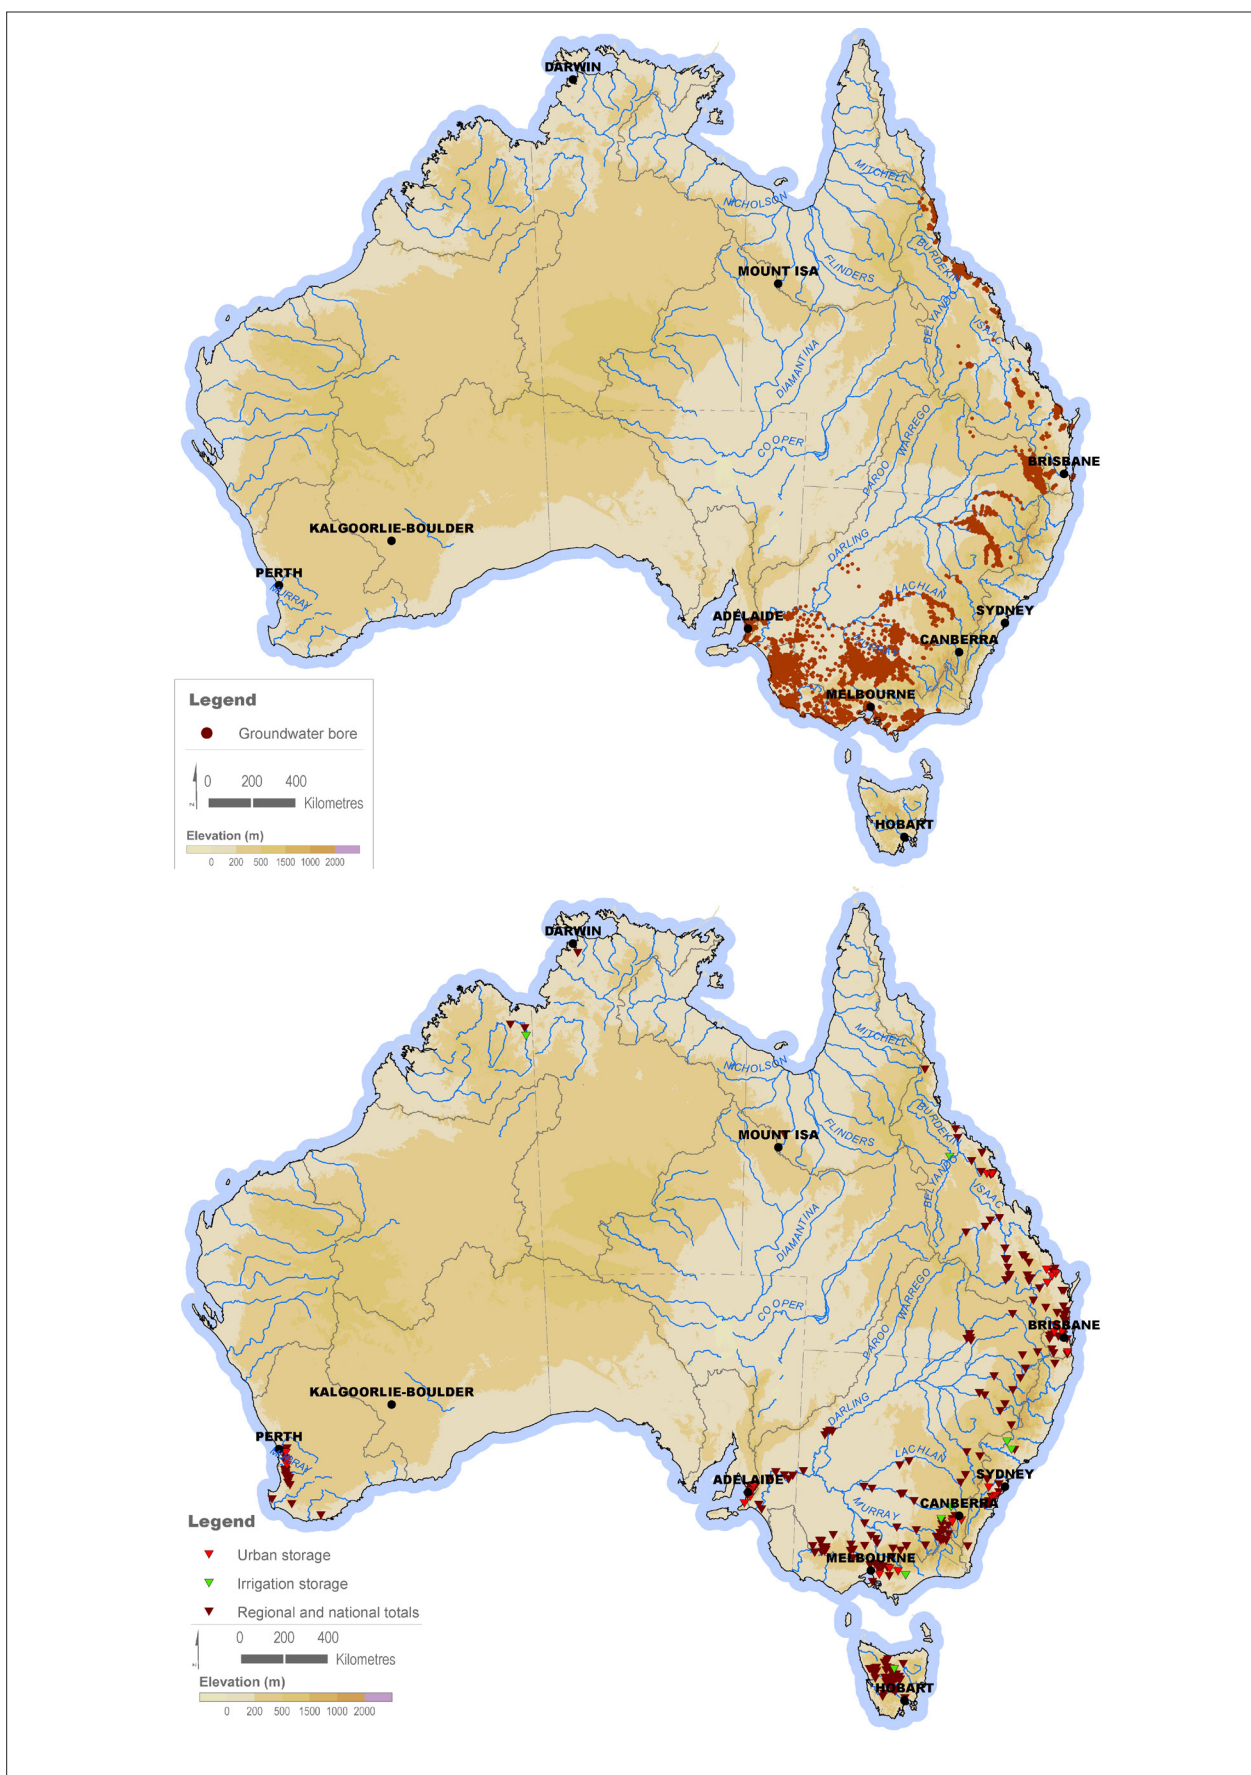 DARWIN
MITCHELL
NICHOLSON
BURDEKIN
MOUNT ISA
FLINDERS
BELYANDO
ISAAC
DIAMANTINA
WARREGO
COOPER
BRISBANE
PAROO
KALGOORLIE-BOULDER
DARLING
PERTH
MURRAY
LACHLAN
SYDNEY
ADELAIDE
CANBERRA
MURRAY
MELBOURNE
Legend
Groundwater bore
0 200 400
Kilometres
N
HOBART
Elevation (m)
0 200 500 1500 1000 2000
DARWIN
MITCHELL
NICHOLSON
BURDEKIN
MOUNT ISA
FLINDERS
BELYANDO
ISAAC
DIAMANTINA
WARREGO
COOPER
BRISBANE
PAROO
KALGOORLIE-BOULDER
DARLING
PERTH
MURRAY
LACHLAN
SYDNEY
ADELAIDE
CANBERRA
MURRAY
Legend
Urban storage
MELBOURNE
Irrigation storage
Regional and national totals
0 200 400
Kilometres
N
Elevation (m)
HOBART
0 200 500 1500 1000 2000